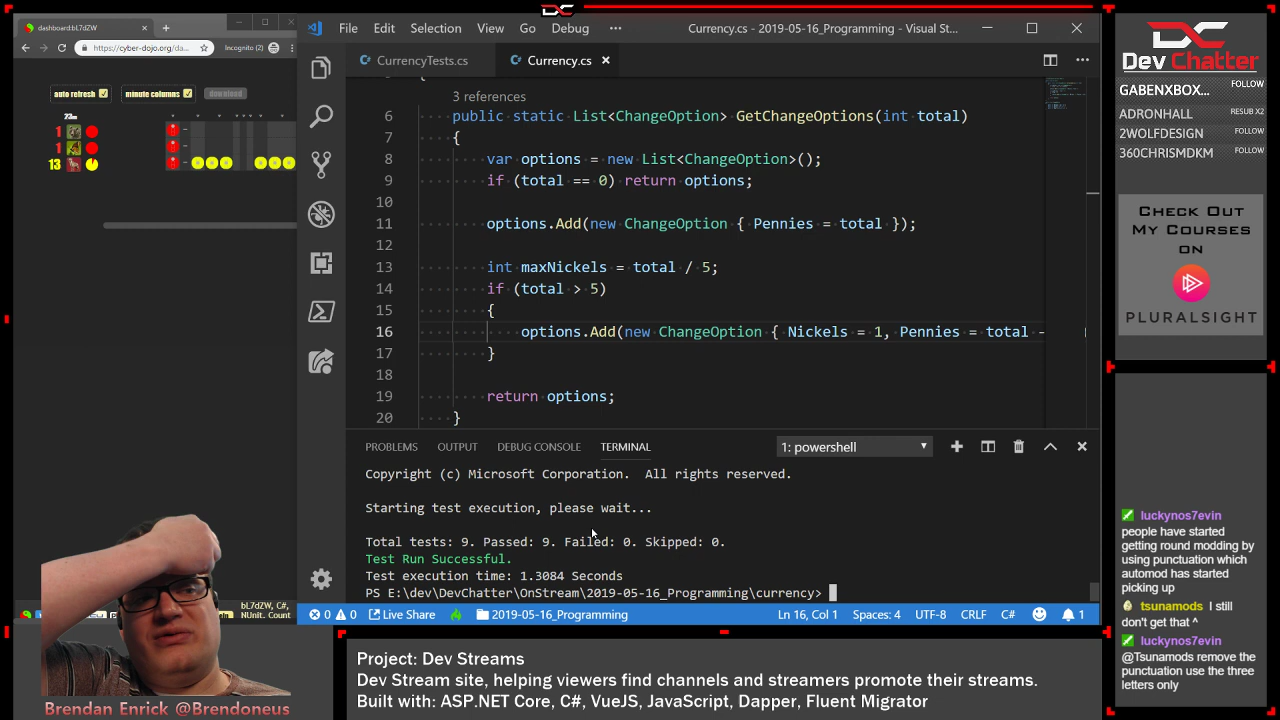 dashboard:bL7dZW
https://cyber-dojo.org/da...
Incognito (2)
auto refresh
minute columns
download
1
1
13
File
Edit
Selection
View
Go
Debug
Currency.cs - 2019-05-16_Programming - Visual St...
CurrencyTests.cs
Currency.cs
3 references
6 public static List<ChangeOption> GetChangeOptions(int total)
7 {
8 var options = new List<ChangeOption>();
9 if (total == 0) return options;
10
11 options.Add(new ChangeOption { Pennies = total });
12
13 int maxNickels = total / 5;
14 if (total > 5)
15 {
16 options.Add(new ChangeOption { Nickels = 1, Pennies = total -
17 }
18
19 return options;
20 }
PROBLEMS
OUTPUT
DEBUG CONSOLE
TERMINAL
1: powershell
Copyright (c) Microsoft Corporation. All rights reserved.
Starting test execution, please wait...
Total tests: 9. Passed: 9. Failed: 0. Skipped: 0.
Test Run Successful.
Test execution time: 1.3084 Seconds
PS E:\dev\DevChatter\OnStream\2019-05-16_Programming\currency>
0
0
Live Share
2019-05-16_Programming
Ln 16, Col 1
Spaces: 4
UTF-8
CRLF
C#
1
bL7dZW, C#,
NUnit. Count
Brendan Enrick @Brendoneus
Project: Dev Streams
Dev Stream site, helping viewers find channels and streamers promote their streams.
Built with: ASP.NET Core, C#, VueJS, JavaScript, Dapper, Fluent Migrator
DC
Dev Chatter
GABENXBOX... FOLLOW
ADRONHALL RESUB X2
2WOLFDESIGN FOLLOW
360CHRISMDKM FOLLOW
CHECK OUT
MY COURSES
ON
PLURALSIGHT
luckynos7evin
people have started
getting round modding by
using punctuation which
automod has started
picking up
tsunamods I still
don't get that ^
luckynos7evin
@Tsunamods remove the
punctuation use the three
letters only